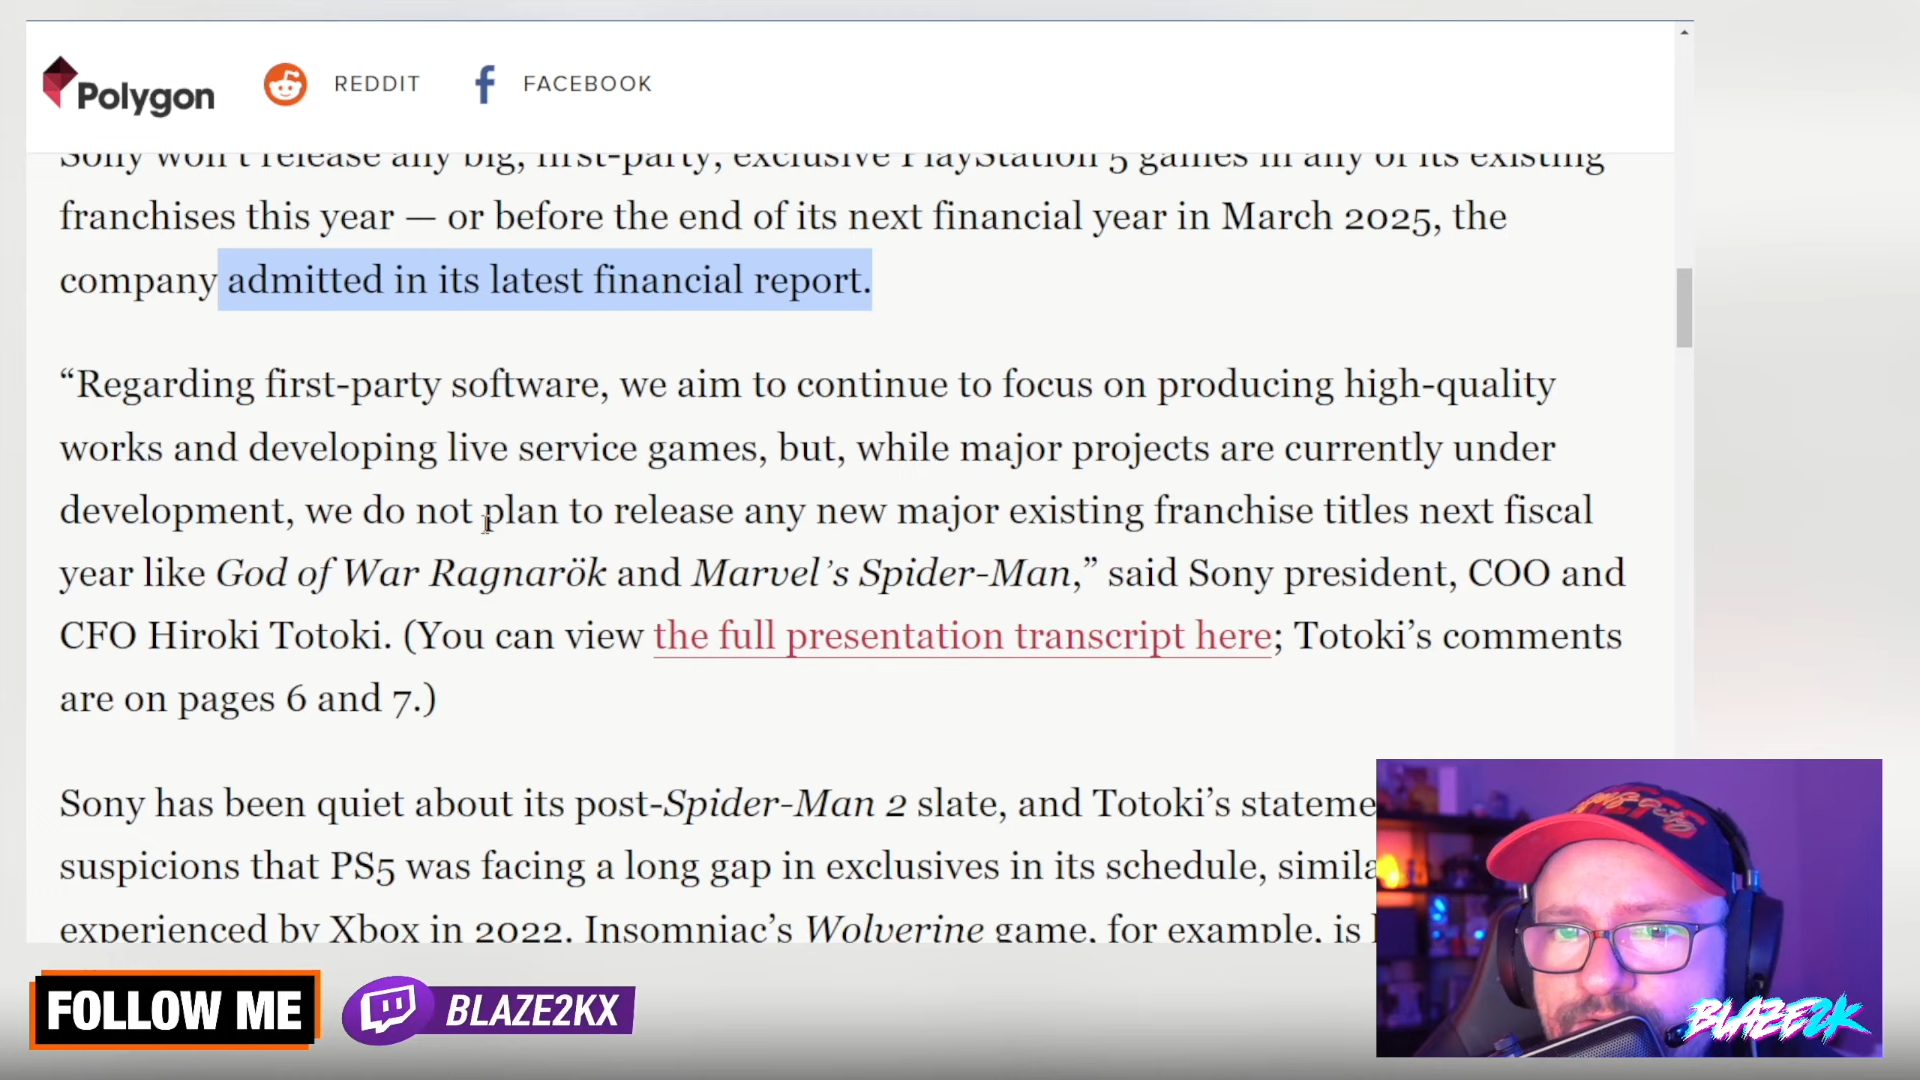 Polygon
REDDIT
FACEBOOK
Sony won't release any big, first-party, exclusive PlayStation 5 games in any of its existing
franchises this year — or before the end of its next financial year in March 2025, the
company admitted in its latest financial report.
“Regarding first-party software, we aim to continue to focus on producing high-quality
works and developing live service games, but, while major projects are currently under
development, we do not plan to release any new major existing franchise titles next fiscal
year like God of War Ragnarök and Marvel’s Spider-Man,” said Sony president, COO and
CFO Hiroki Totoki. (You can view the full presentation transcript here; Totoki’s comments
are on pages 6 and 7.)
Sony has been quiet about its post-Spider-Man 2 slate, and Totoki’s
suspicions that PS5 was facing a long gap in exclusives in its schedule,
experienced by Xbox in 2022. Insomniac’s Wolverine game, for example, is
FOLLOW ME
BLAZE2KX
BLAZE2K